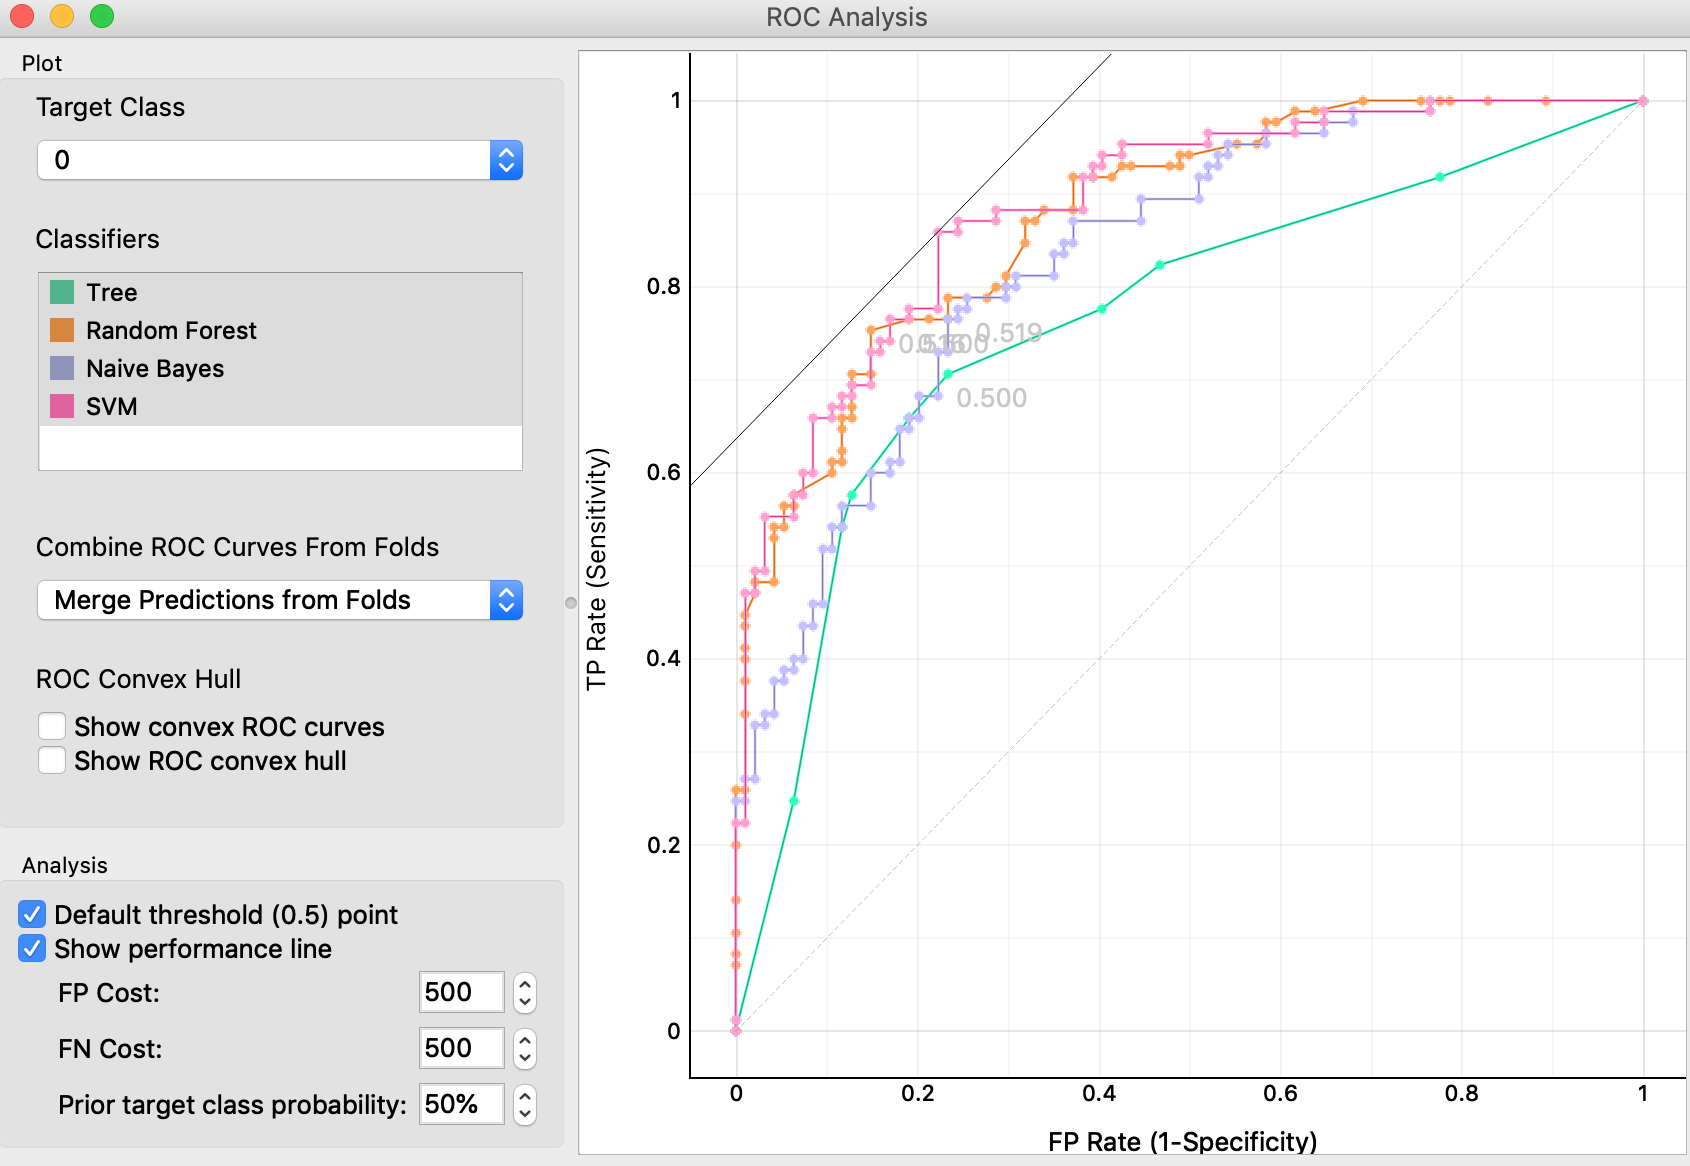 ROC Analysis
Plot
Target Class
0
Classifiers
Tree
Random Forest
Naive Bayes
SVM
Combine ROC Curves From Folds
Merge Predictions from Folds
ROC Convex Hull
Show convex ROC curves
Show ROC convex hull
Analysis
Default threshold (0.5) point
Show performance line
FP Cost: 500
FN Cost: 500
Prior target class probability: 50%
TP Rate (Sensitivity)
1
0.8
0.6
0.4
0.2
0
0.519
0.500
0 0.2 0.4 0.6 0.8 1
FP Rate (1-Specificity)